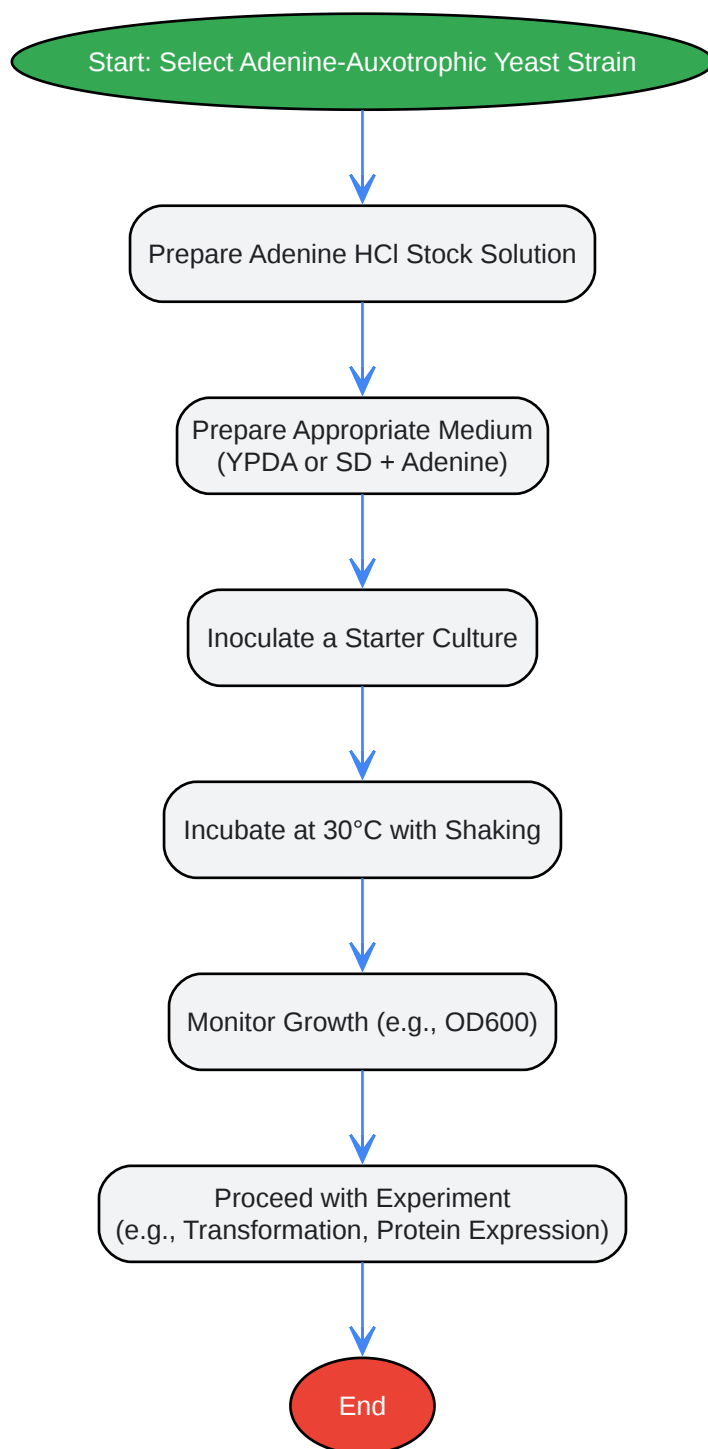 Start: Select Adenine-Auxotrophic Yeast Strain
Prepare Adenine HCl Stock Solution
Prepare Appropriate Medium
(YPDA or SD + Adenine)
Inoculate a Starter Culture
Incubate at 30°C with Shaking
Monitor Growth (e.g., OD600)
Proceed with Experiment
(e.g., Transformation, Protein Expression)
End